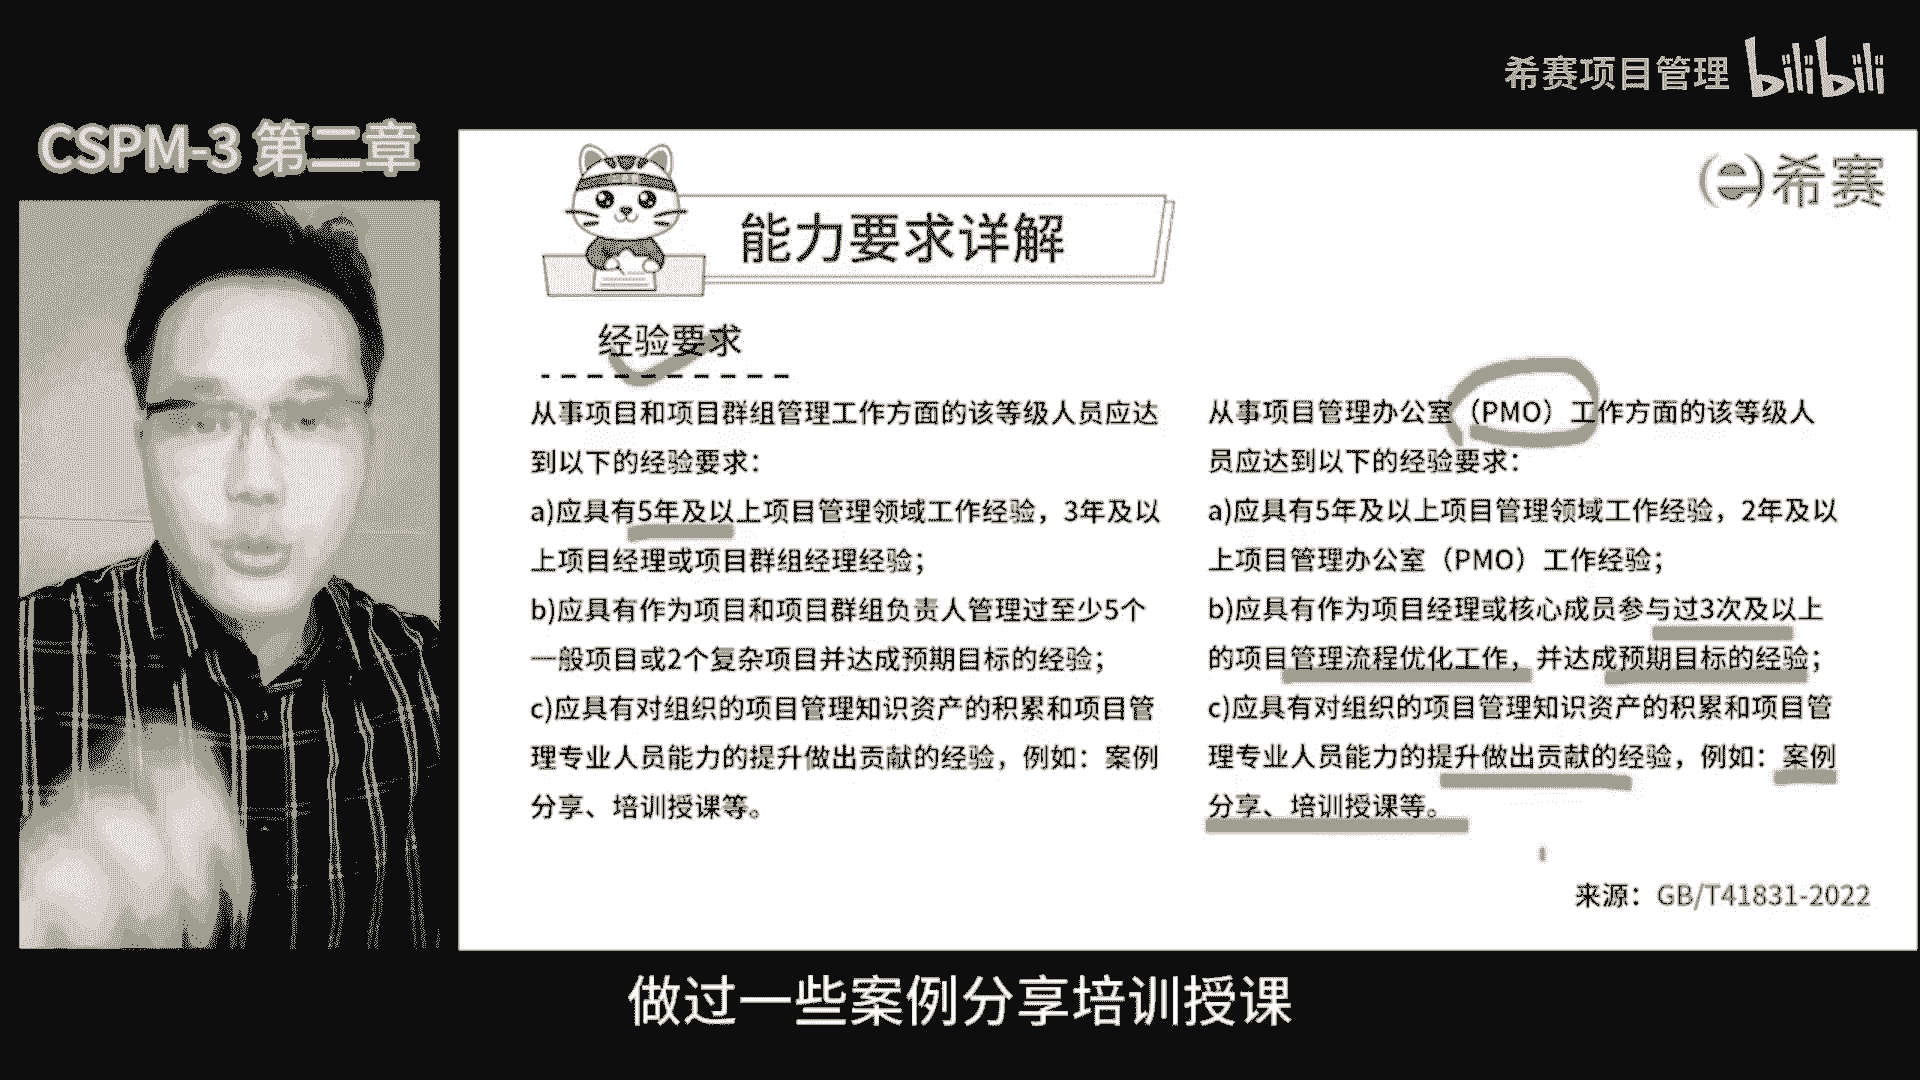 希赛项目管理 bilibili
CSPM-3 第二章
希赛
能力要求详解
经验要求
从事项目和项目群组管理工作方面的该等级人员应达
到以下的经验要求：
a)应具有5年及以上项目管理领域工作经验，3年及以
上项目经理或项目群组经理经验；
b)应具有作为项目和项目群组负责人管理过至少5个
一般项目或2个复杂项目并达成预期目标的经验；
c)应具有对组织的项目管理知识资产的积累和项目管
理专业人员能力的提升做出贡献的经验，例如：案例
分享、培训授课等。
从事项目管理办公室（PMO）工作方面的该等级人
员应达到以下的经验要求：
a)应具有5年及以上项目管理领域工作经验，2年及以
上项目管理办公室（PMO）工作经验；
b)应具有作为项目经理或核心成员参与过3次及以上
的项目管理流程优化工作，并达成预期目标的经验；
c)应具有对组织的项目管理知识资产的积累和项目管
理专业人员能力的提升做出贡献的经验，例如：案例
分享、培训授课等。
来源：GB/T41831-2022
做过一些案例分享培训授课